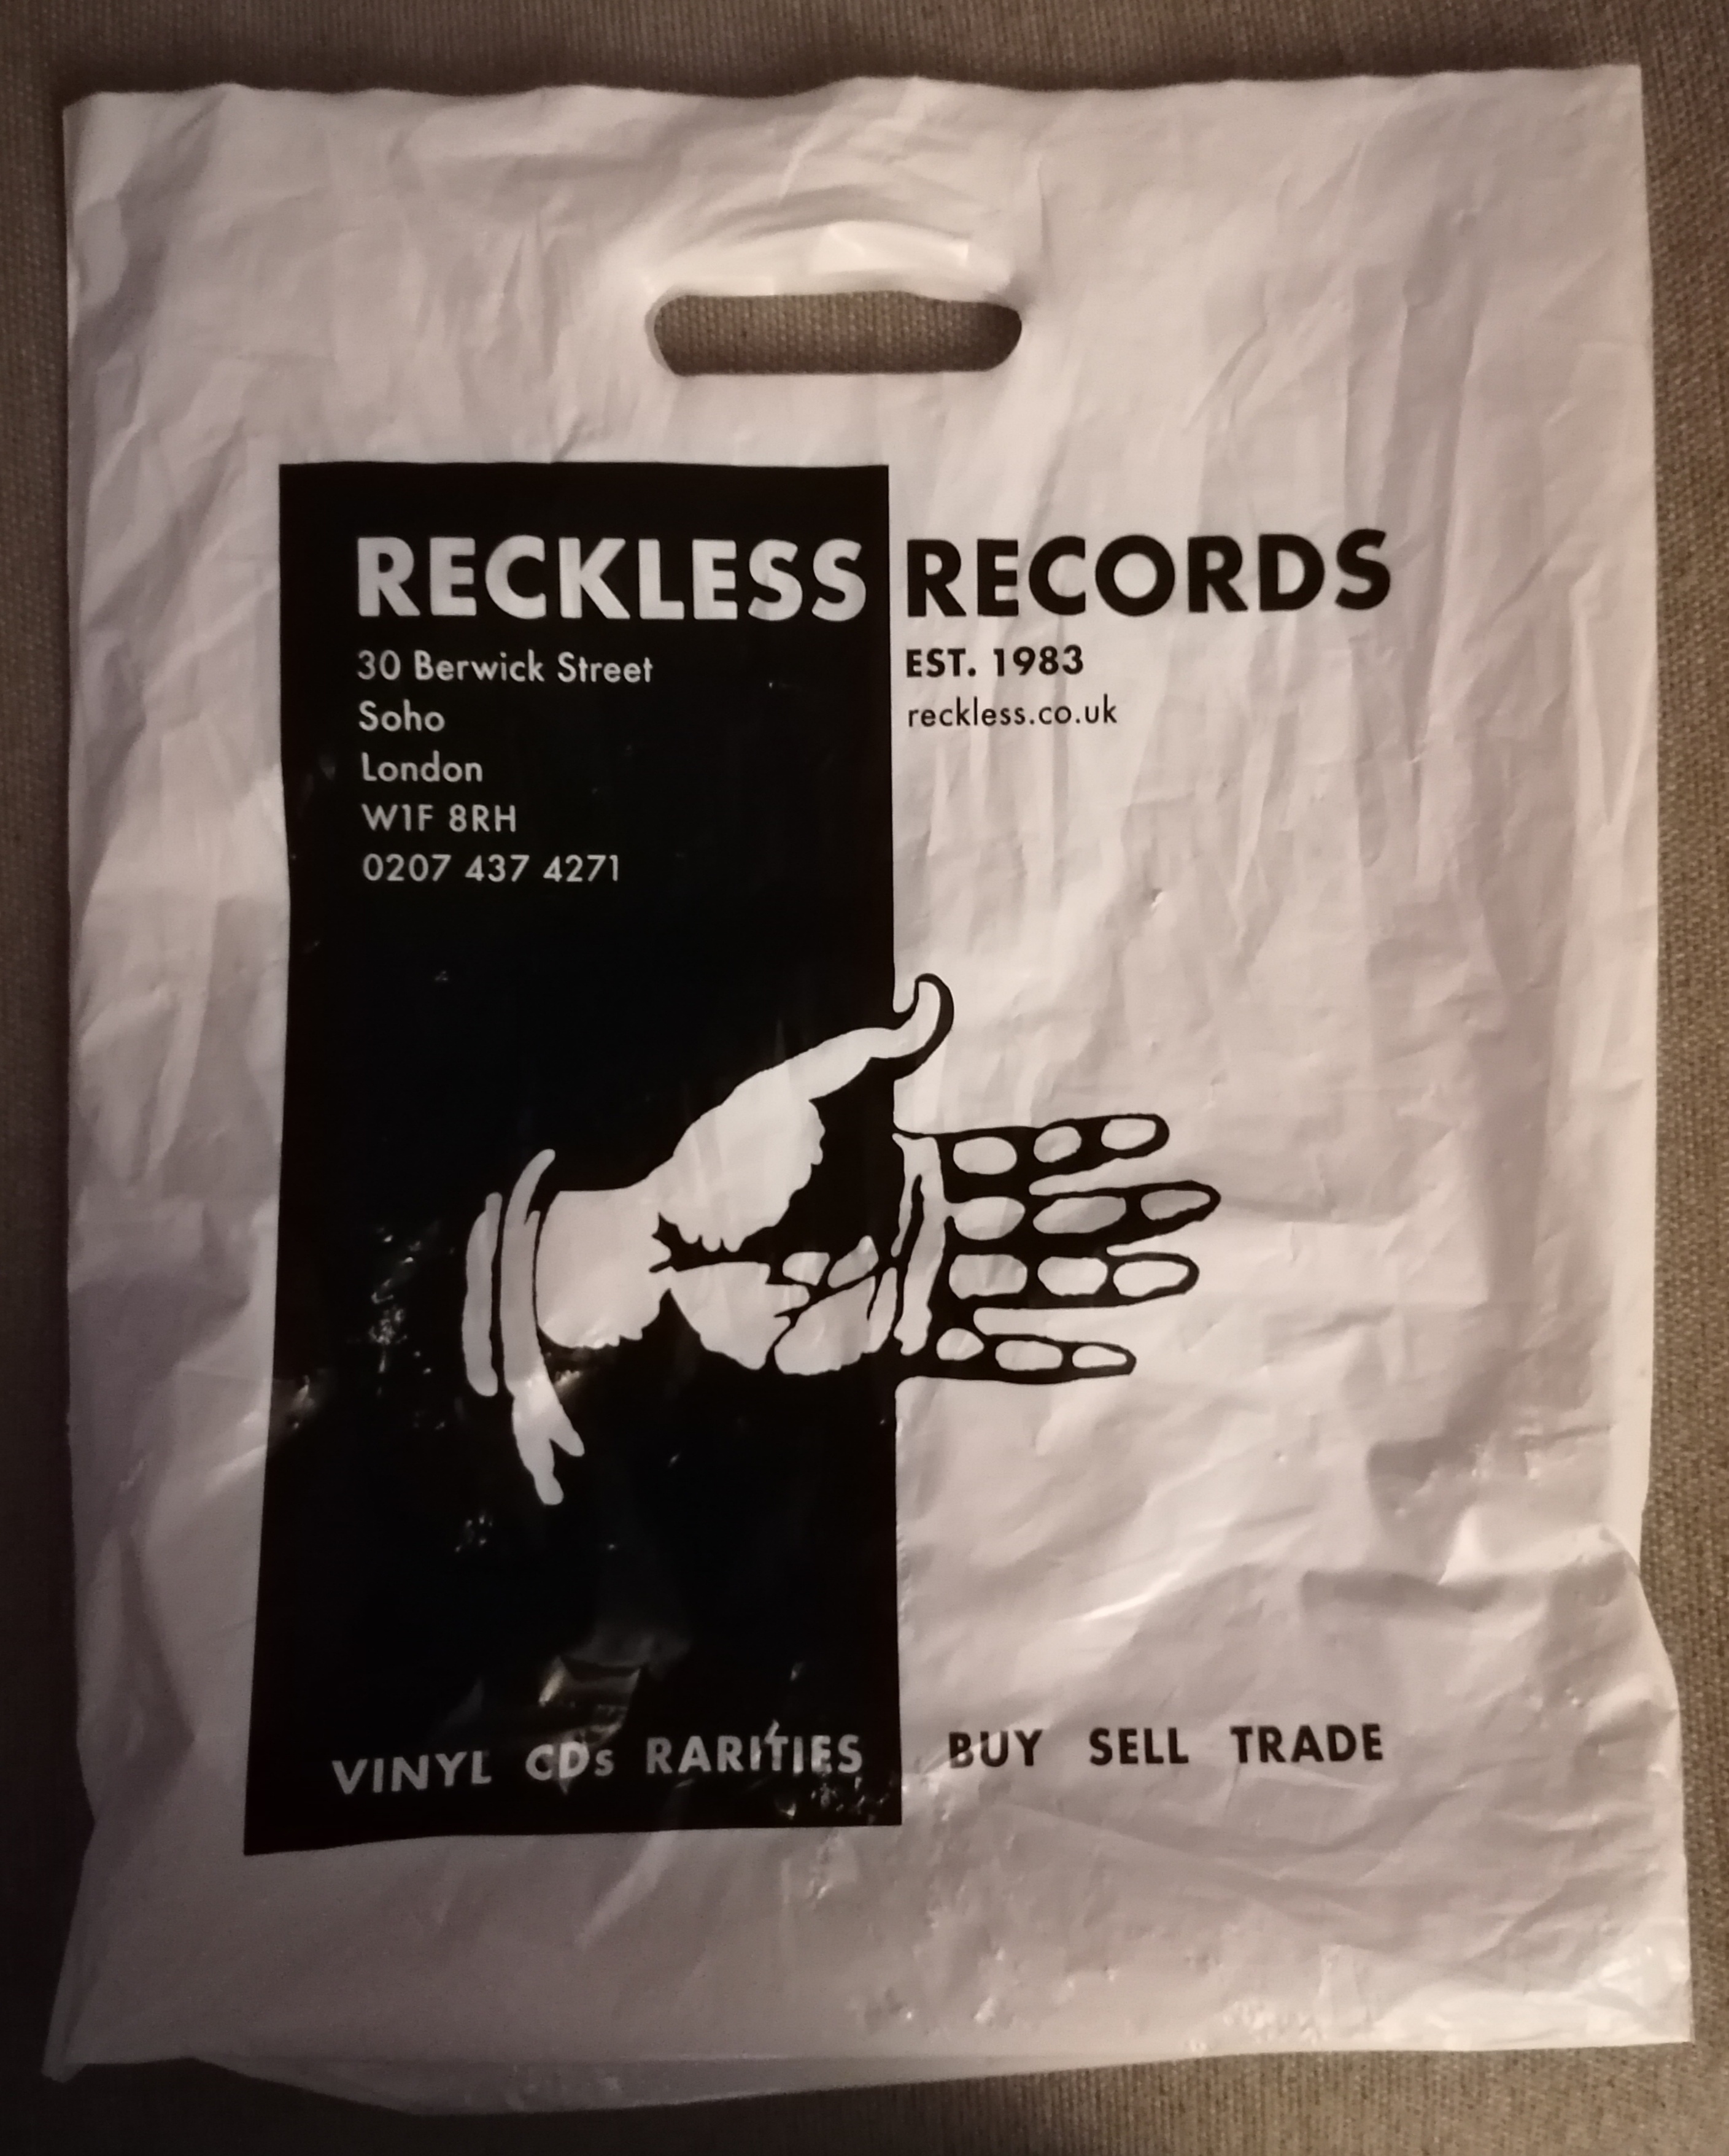 RECKLESS RECORDS
30 Berwick Street
Soho
London
W1F 8RH
0207 437 4271
EST. 1983
reckless.co.uk
VINYL CDs RARITIES
BUY SELL TRADE